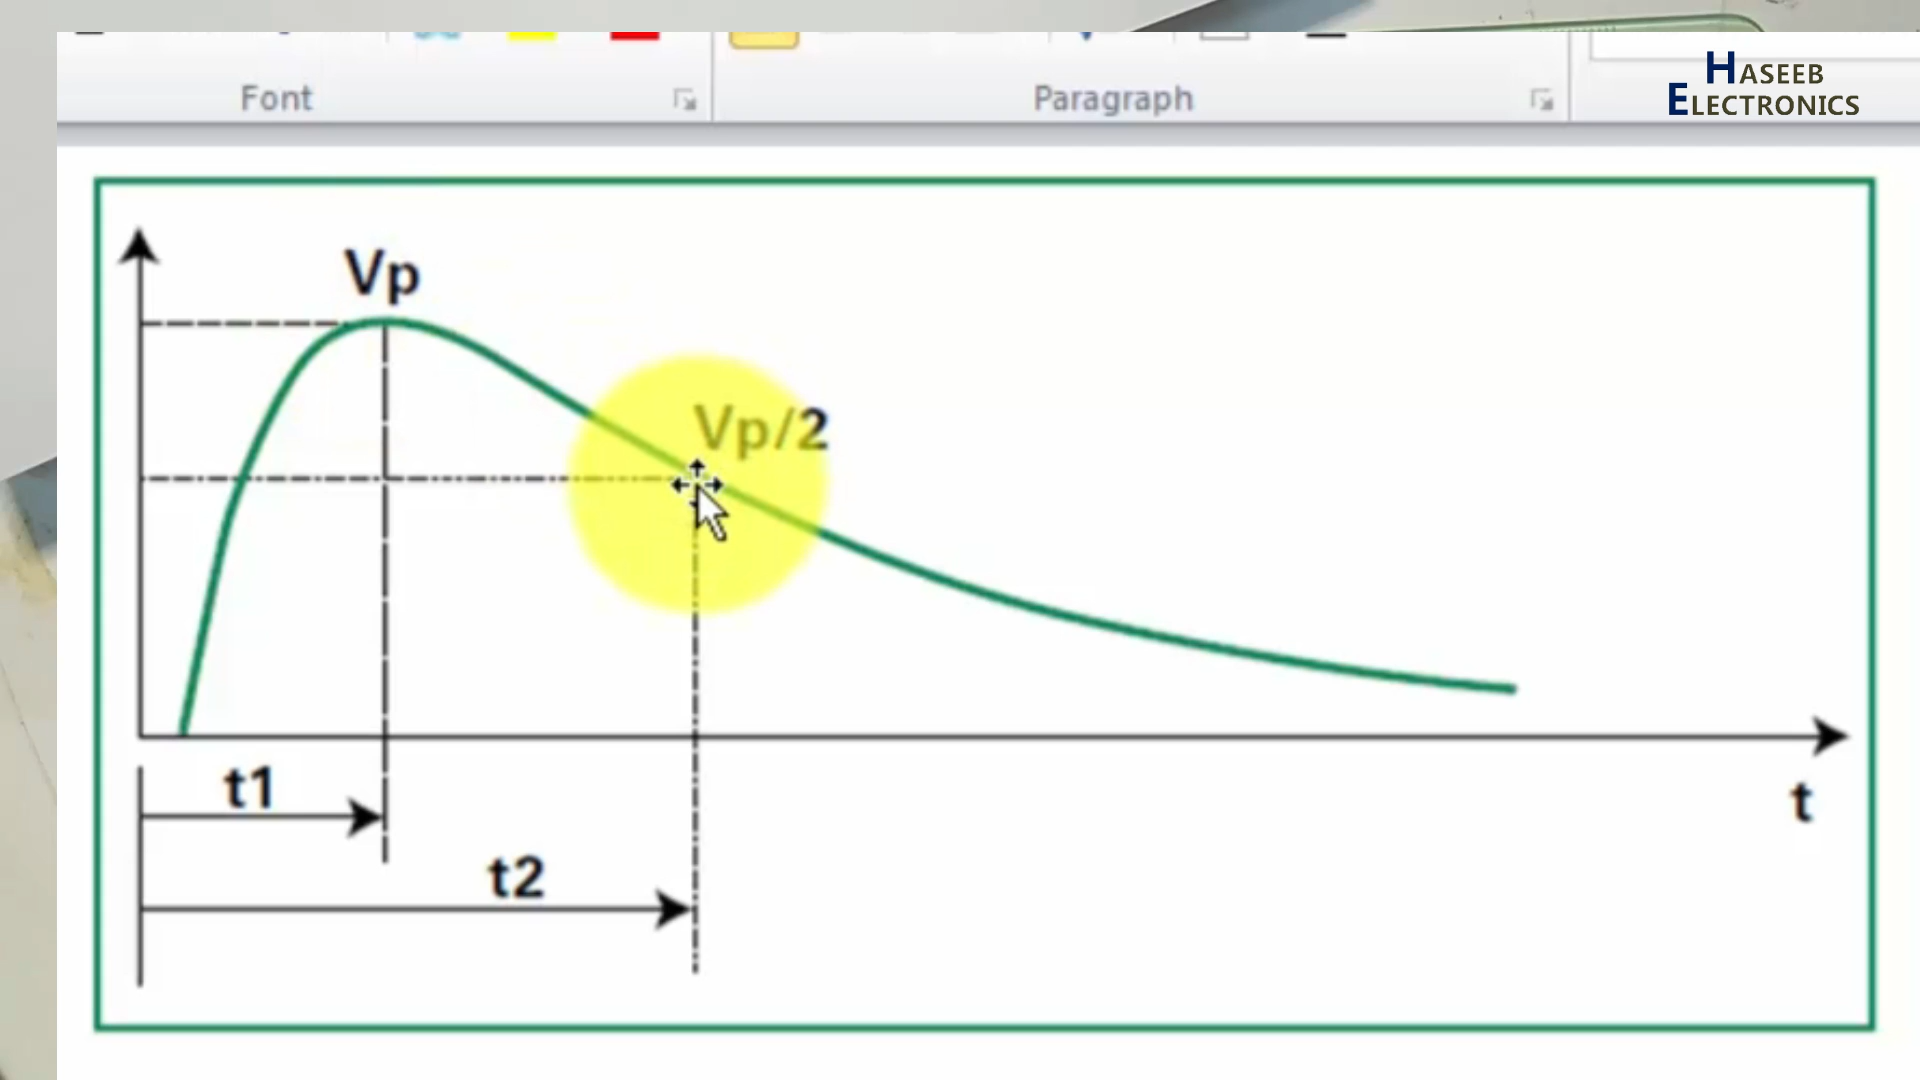 Font
Paragraph
HASEEB
ELECTRONICS
Vp
Vp/2
t1
t
t2